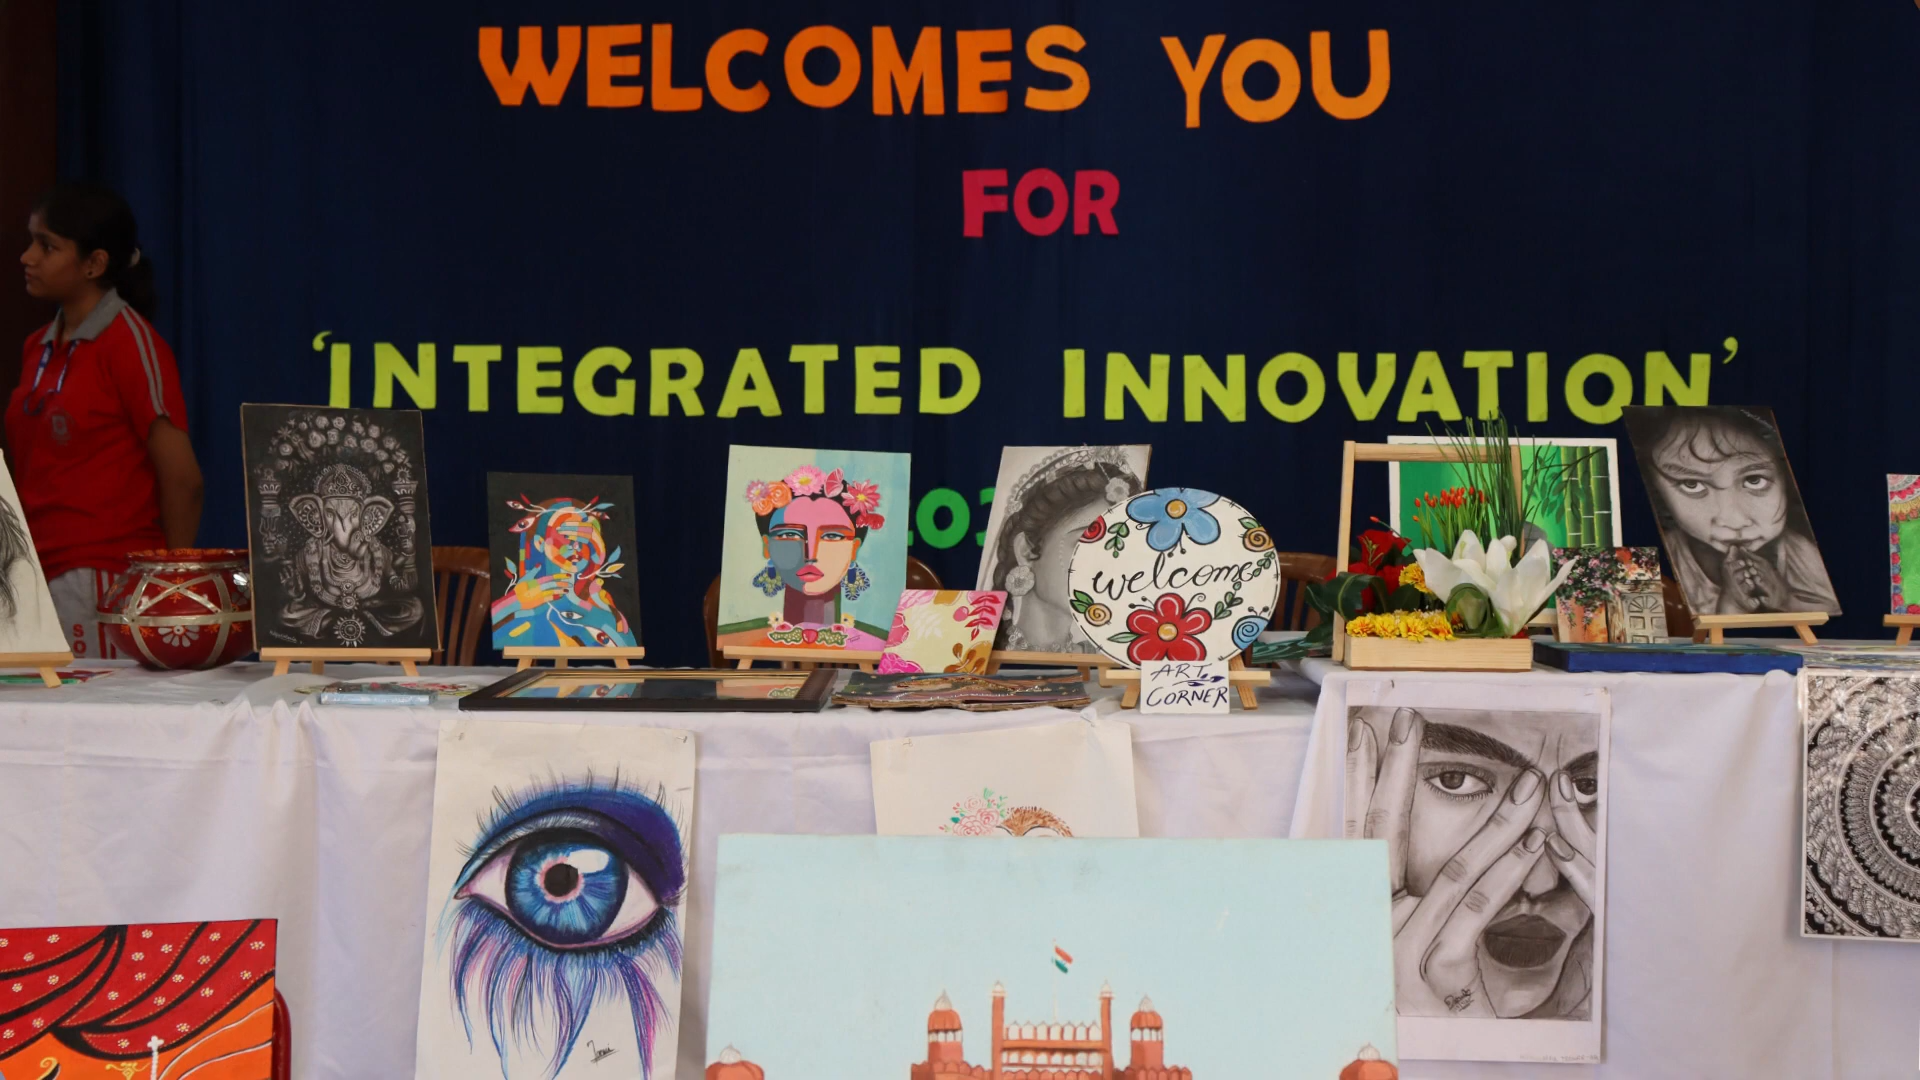 WELCOMES YOU
FOR
'INTEGRATED INNOVATION'
welcome
ART
CORNER